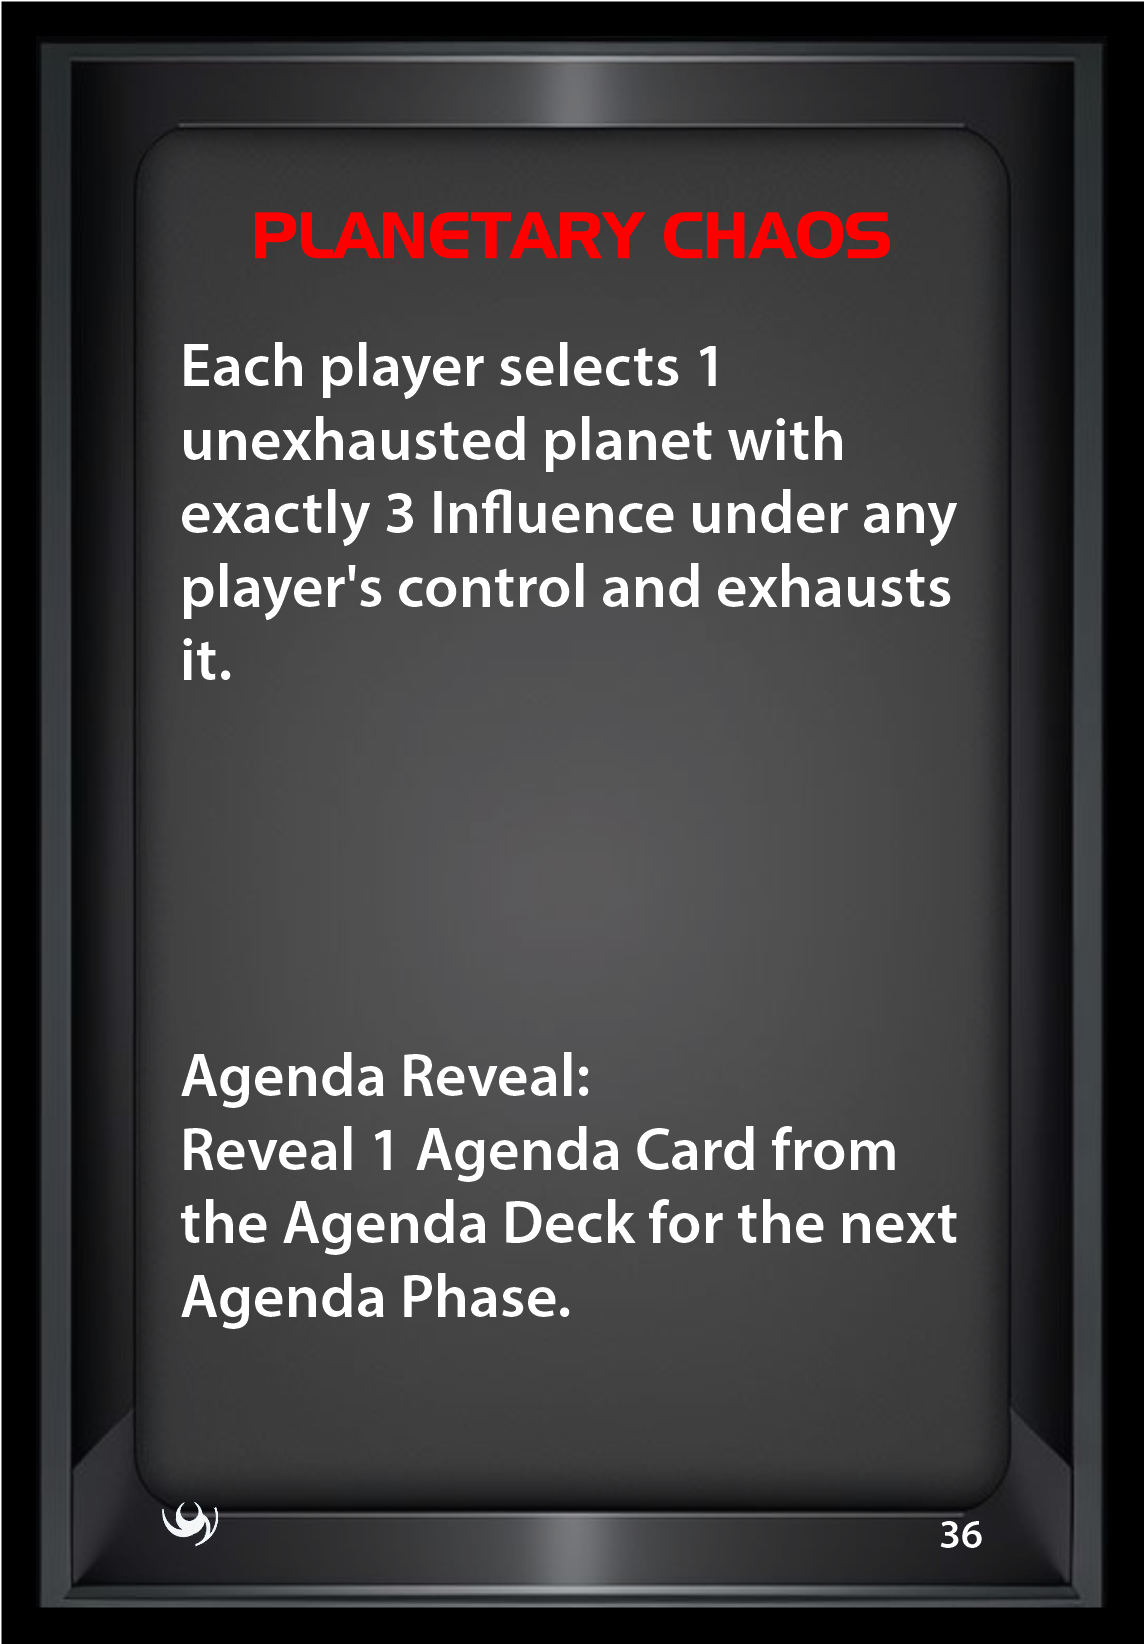 PLANETARY CHAOS
Each player selects 1
unexhausted planet with
exactly 3 Influence under any
player's control and exhausts
it.
Agenda Reveal:
Reveal 1 Agenda Card from
the Agenda Deck for the next
Agenda Phase.
36